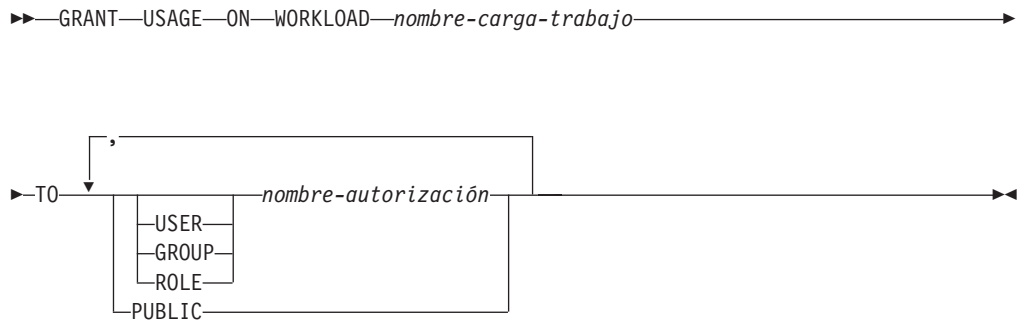 GRANT USAGE ON WORKLOAD nombre-carga-trabajo
,
TO nombre-autorización
USER
GROUP
ROLE
PUBLIC